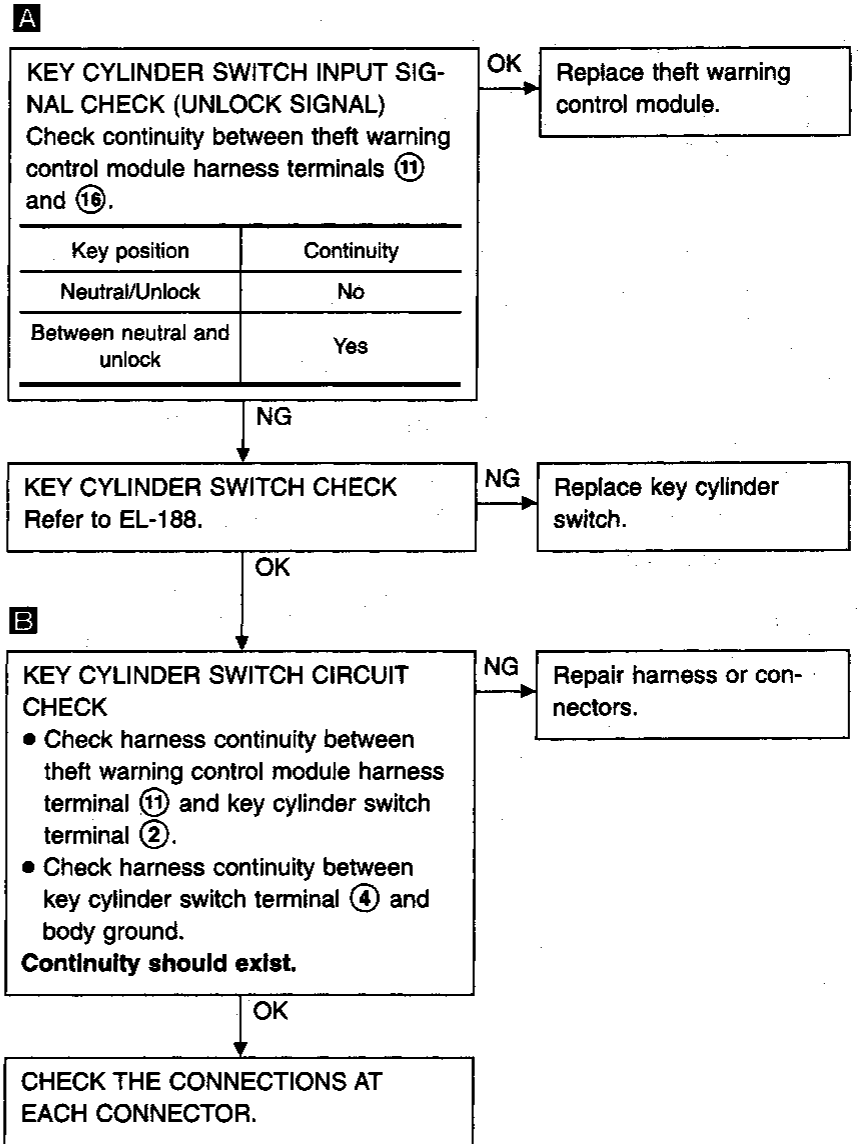 A
KEY CYLINDER SWITCH INPUT SIG-
NAL CHECK (UNLOCK SIGNAL)
Check continuity between theft warning
control module harness terminals ⑪
and ⑯.
Key position Continuity
Neutral/Unlock No
Between neutral and
unlock
Yes
OK
Replace theft warning
control module.
NG
KEY CYLINDER SWITCH CHECK
Refer to EL-188.
NG
Replace key cylinder
switch.
OK
B
KEY CYLINDER SWITCH CIRCUIT
CHECK
● Check harness continuity between
theft warning control module harness
terminal ⑪ and key cylinder switch
terminal ②.
● Check harness continuity between
key cylinder switch terminal ④ and
body ground.
Continuity should exist.
NG
Repair harness or con-
nectors.
OK
CHECK THE CONNECTIONS AT
EACH CONNECTOR.